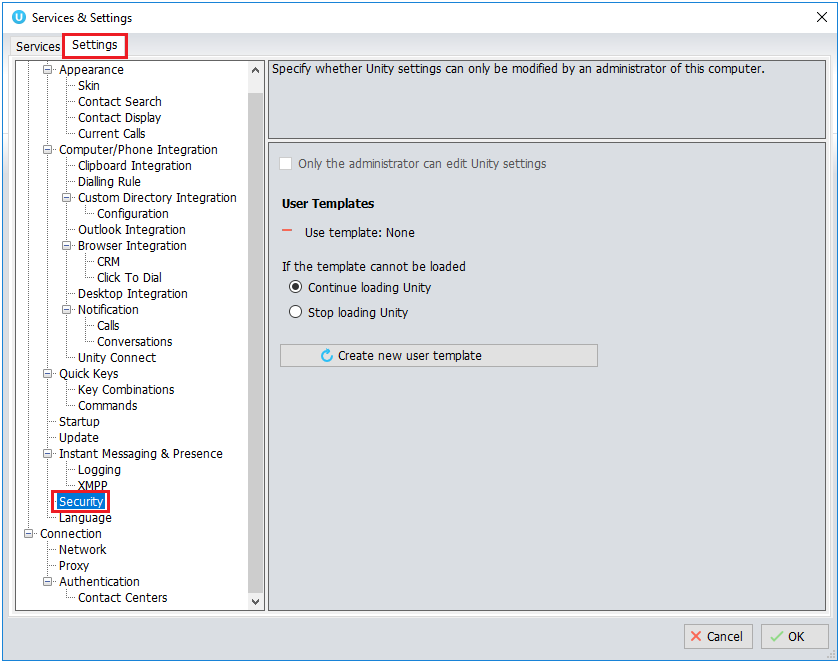 U Services & Settings
Services
Settings
Appearance
Skin
Contact Search
Contact Display
Current Calls
Computer/Phone Integration
Clipboard Integration
Dialling Rule
Custom Directory Integration
Configuration
Outlook Integration
Browser Integration
CRM
Click To Dial
Desktop Integration
Notification
Calls
Conversations
Unity Connect
Quick Keys
Key Combinations
Commands
Startup
Update
Instant Messaging & Presence
Logging
XMPP
Security
Language
Connection
Network
Proxy
Authentication
Contact Centers
Specify whether Unity settings can only be modified by an administrator of this computer.
Only the administrator can edit Unity settings
User Templates
Use template: None
If the template cannot be loaded
Continue loading Unity
Stop loading Unity
Create new user template
Cancel
OK